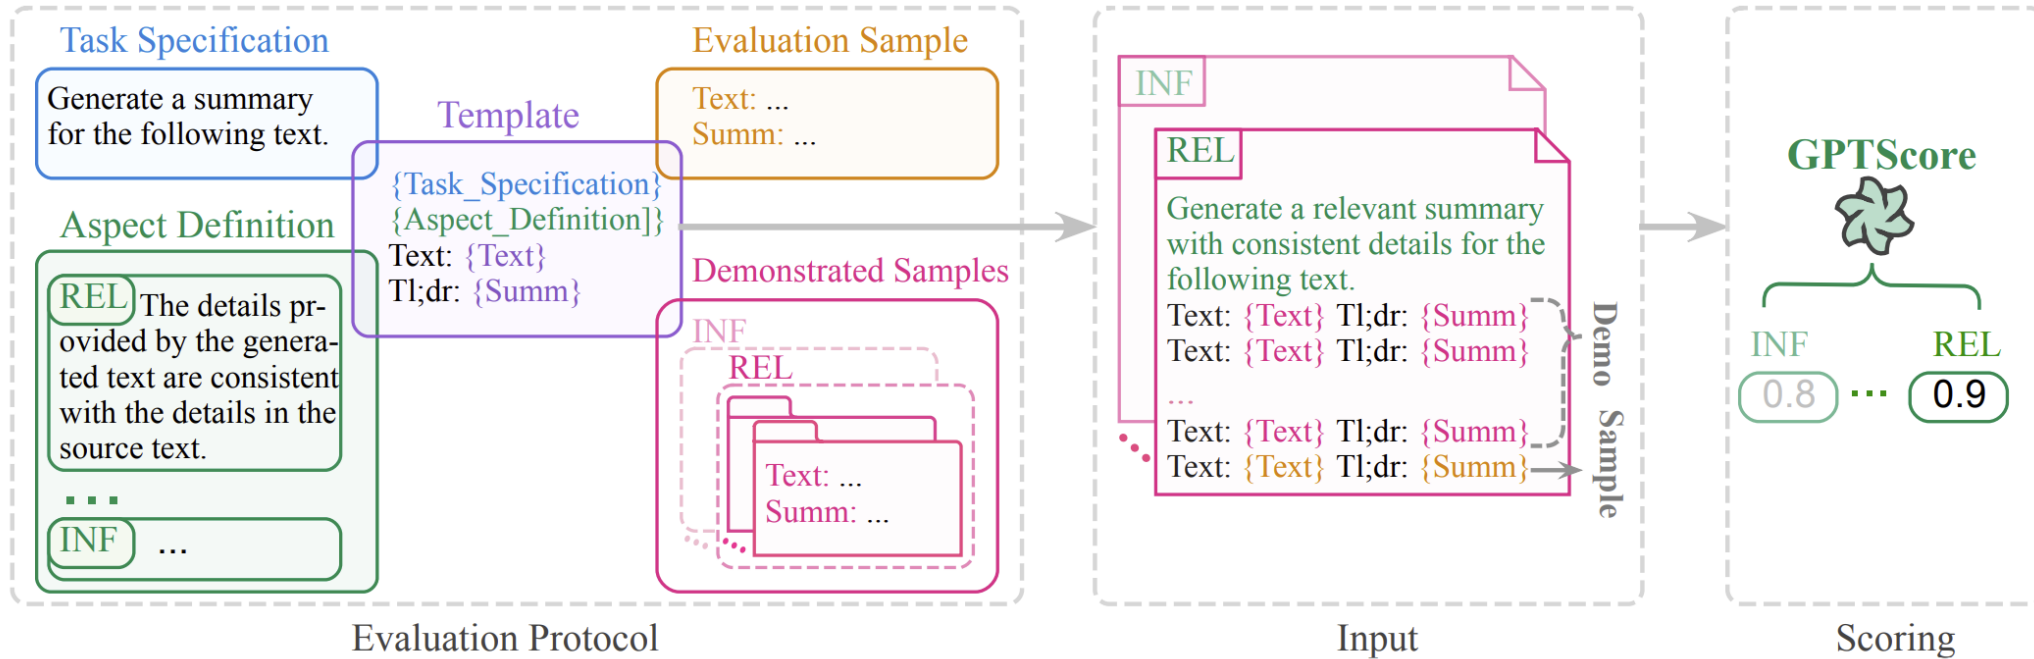 Task Specification
Generate a summary
for the following text.
Aspect Definition
REL The details pr-
ovided by the genera-
ted text are consistent
with the details in the
source text.
...
INF ...
Template
{Task_Specification}
{Aspect_Definition]}
Text: {Text}
Tl;dr: {Summ}
Evaluation Sample
Text: ...
Summ: ...
Demonstrated Samples
INF
REL
Text: ...
Summ: ...
Evaluation Protocol
INF
REL
Generate a relevant summary
with consistent details for the
following text.
Text: {Text} Tl;dr: {Summ}
Text: {Text} Tl;dr: {Summ}
...
Text: {Text} Tl;dr: {Summ}
Text: {Text} Tl;dr: {Summ}
Demo
Sample
Input
GPTScore
INF
REL
0.8 ... 0.9
Scoring